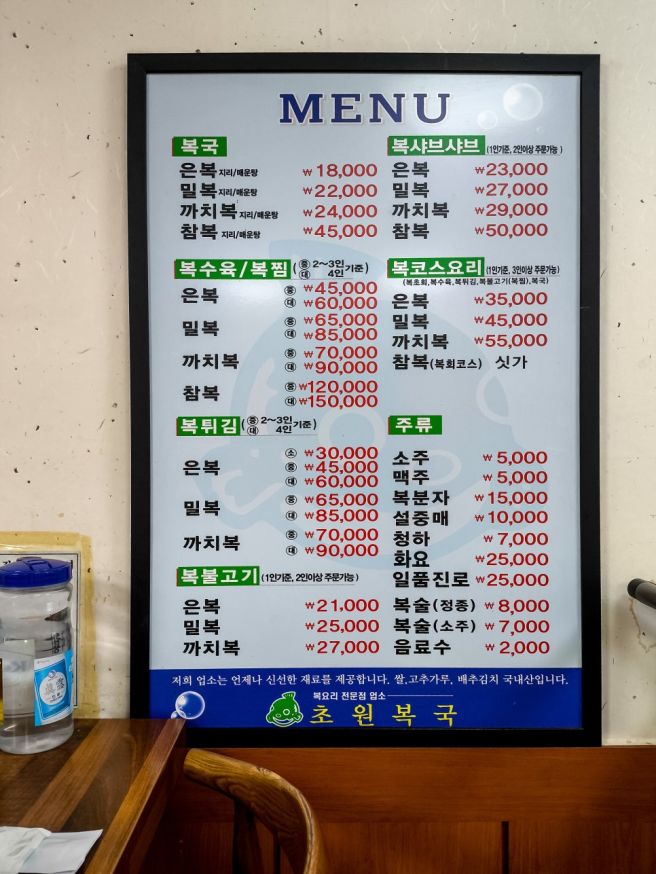 MENU
복국
은복 지리/매운탕 ₩18,000
밀복 지리/매운탕 ₩22,000
까치복 지리/매운탕 ₩24,000
참복 지리/매운탕 ₩45,000
복수육/복찜 (중 2~3인 대 4인 기준)
은복 중 ₩45,000
대 ₩60,000
밀복 중 ₩65,000
대 ₩85,000
까치복 중 ₩70,000
대 ₩90,000
참복 중 ₩120,000
대 ₩150,000
복튀김 (중 2~3인 대 4인 기준)
은복 소 ₩30,000
중 ₩45,000
대 ₩60,000
밀복 중 ₩65,000
대 ₩85,000
까치복 중 ₩70,000
대 ₩90,000
복불고기 (1인기준, 2인이상 주문가능)
은복 ₩21,000
밀복 ₩25,000
까치복 ₩27,000
복샤브샤브 (1인기준, 2인이상 주문가능)
은복 ₩23,000
밀복 ₩27,000
까치복 ₩29,000
참복 ₩50,000
복코스요리 (1인기준, 3인이상 주문가능)
(복초회,복수육,복튀김,복불고기(복찜),복국)
은복 ₩35,000
밀복 ₩45,000
까치복 ₩55,000
참복(복회코스) 싯가
주류
소주 ₩5,000
맥주 ₩5,000
복분자 ₩15,000
설중매 ₩10,000
청하 ₩7,000
화요 ₩25,000
일품진로 ₩25,000
복술(정종) ₩8,000
복술(소주) ₩7,000
음료수 ₩2,000
저희 업소는 언제나 신선한 재료를 제공합니다. 쌀,고추가루, 배추김치 국내산입니다.
복요리 전문점 업소
초원복국